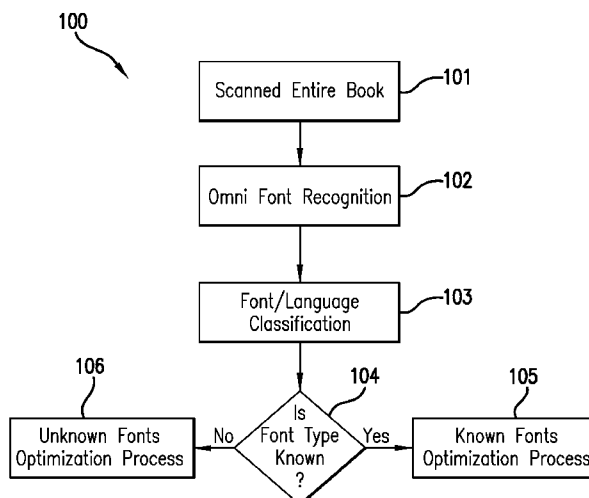 100
Scanned Entire Book
101
Omni Font Recognition
102
Font/Language
Classification
103
106
104
105
Is
Font Type
Known
?
No
Yes
Unknown Fonts
Optimization Process
Known Fonts
Optimization Process